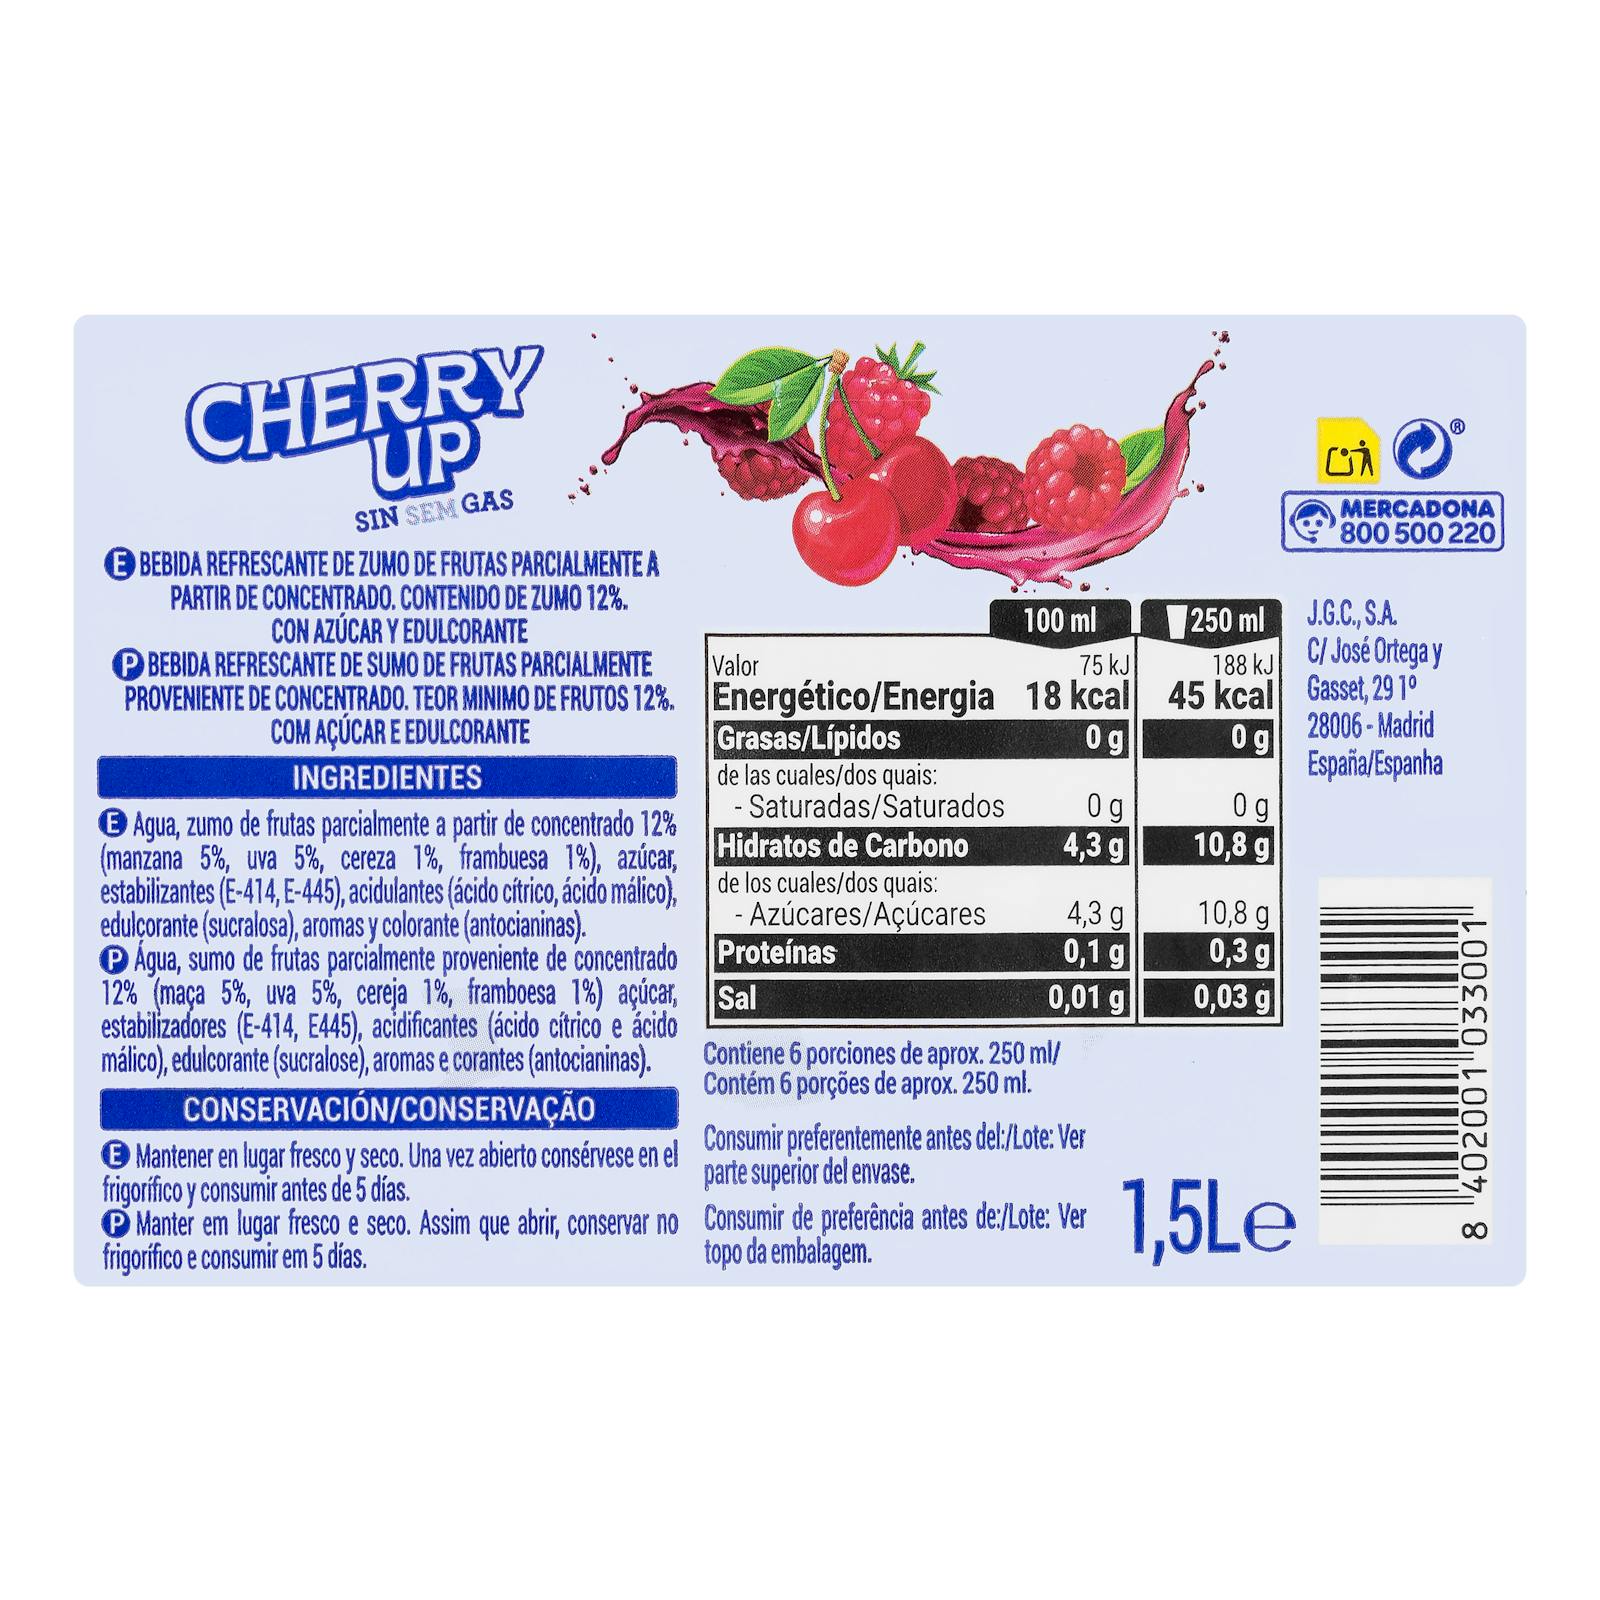 CHERRY
UP
SIN SEM GAS
E BEBIDA REFRESCANTE DE ZUMO DE FRUTAS PARCIALMENTE A
PARTIR DE CONCENTRADO. CONTENIDO DE ZUMO 12%.
CON AZÚCAR Y EDULCORANTE
P BEBIDA REFRESCANTE DE SUMO DE FRUTAS PARCIALMENTE
PROVENIENTE DE CONCENTRADO. TEOR MINIMO DE FRUTOS 12%.
COM AÇÚCAR E EDULCORANTE
INGREDIENTES
E Agua, zumo de frutas parcialmente a partir de concentrado 12%
(manzana 5%, uva 5%, cereza 1%, frambuesa 1%), azúcar,
estabilizantes (E-414, E-445), acidulantes (ácido cítrico, ácido málico),
edulcorante (sucralosa), aromas y colorante (antocianinas).
P Água, sumo de frutas parcialmente proveniente de concentrado
12% (maça 5%, uva 5%, cereja 1%, framboesa 1%) açúcar,
estabilizadores (E-414, E445), acidificantes (ácido cítrico e ácido
málico), edulcorante (sucralose), aromas e corantes (antocianinas).
CONSERVACIÓN/CONSERVAÇÃO
E Mantener en lugar fresco y seco. Una vez abierto consérvese en el
frigorífico y consumir antes de 5 días.
P Manter em lugar fresco e seco. Assim que abrir, conservar no
frigorífico e consumir em 5 días.
100 ml 250 ml
Valor 75 kJ 188 kJ
Energético/Energia 18 kcal 45 kcal
Grasas/Lípidos 0 g 0 g
de las cuales/dos quais:
- Saturadas/Saturados 0 g 0 g
Hidratos de Carbono 4,3 g 10,8 g
de los cuales/dos quais:
- Azúcares/Açúcares 4,3 g 10,8 g
Proteínas 0,1 g 0,3 g
Sal 0,01 g 0,03 g
Contiene 6 porciones de aprox. 250 ml/
Contém 6 porções de aprox. 250 ml.
Consumir preferentemente antes del:/Lote: Ver
parte superior del envase.
Consumir de preferência antes de:/Lote: Ver
topo da embalagem.
1,5L e
®
MERCADONA
800 500 220
J.G.C., S.A.
C/ José Ortega y
Gasset, 29 1º
28006 - Madrid
España/Espanha
8 402001 033001